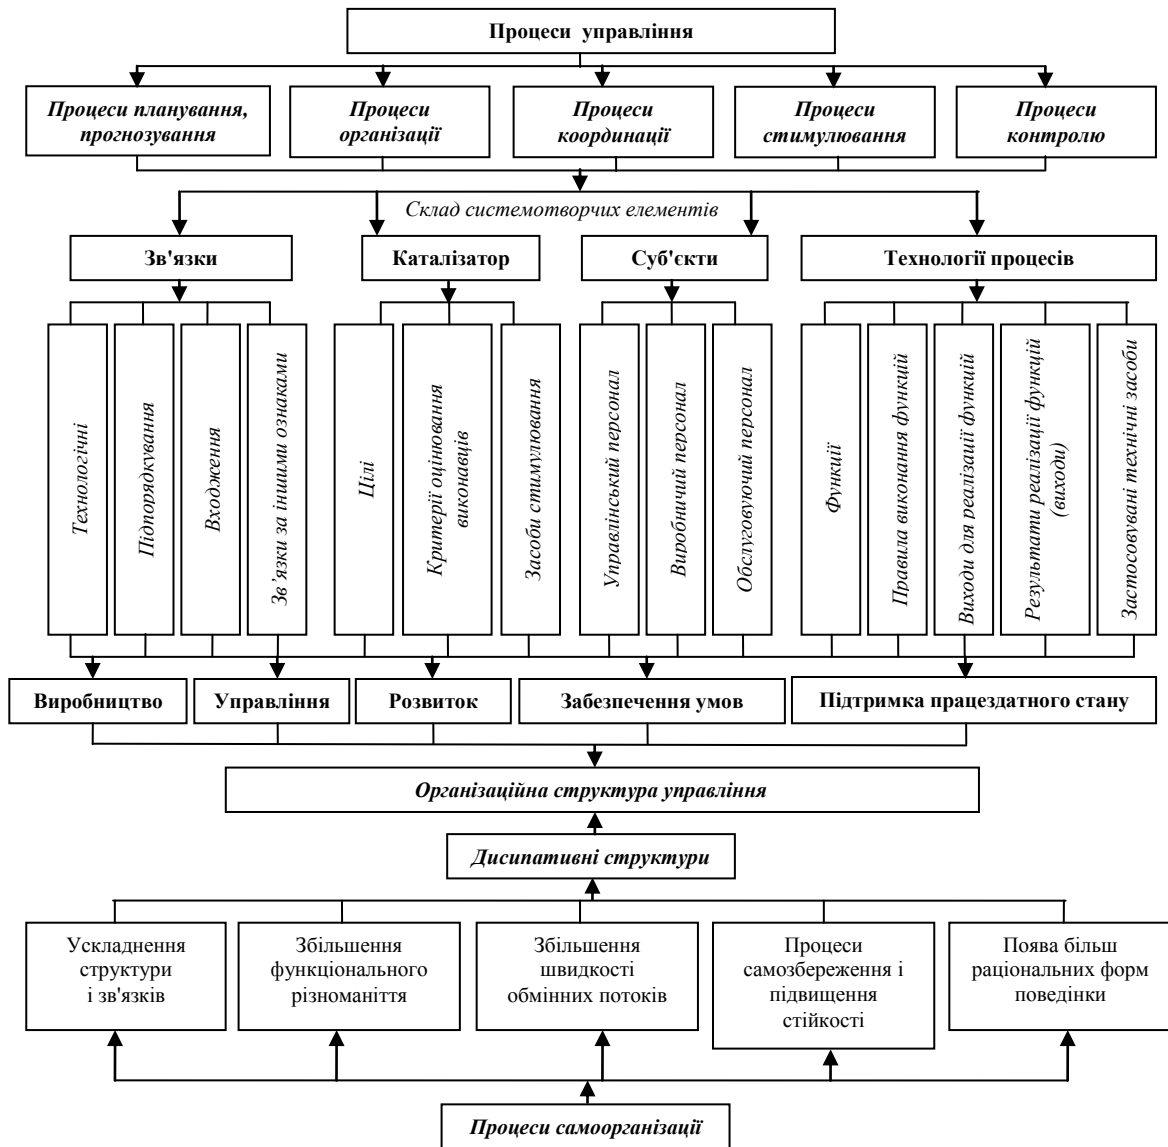 Процеси управління
Процеси планування,
прогнозування
Процеси
організації
Процеси
координації
Процеси
стимулювання
Процеси
контролю
Склад системотворчих елементів
Зв'язки
Каталізатор
Суб'єкти
Технології процесів
Технологічні
Підпорядкування
Входження
Зв’язки за іншими ознаками
Цілі
Критерії оцінювання
виконавців
Засоби стимулювання
Управлінський персонал
Виробничий персонал
Обслуговуючий персонал
Функції
Правила виконання функцій
Виходи для реалізації функцій
Результати реалізації функцій
(виходи)
Застосовувані технічні засоби
Виробництво
Управління
Розвиток
Забезпечення умов
Підтримка працездатного стану
Організаційна структура управління
Дисипативні структури
Ускладнення
структури
і зв'язків
Збільшення
функціонального
різноманіття
Збільшення
швидкості
обмінних потоків
Процеси
самозбереження і
підвищення
стійкості
Поява більш
раціональних форм
поведінки
Процеси самоорганізації